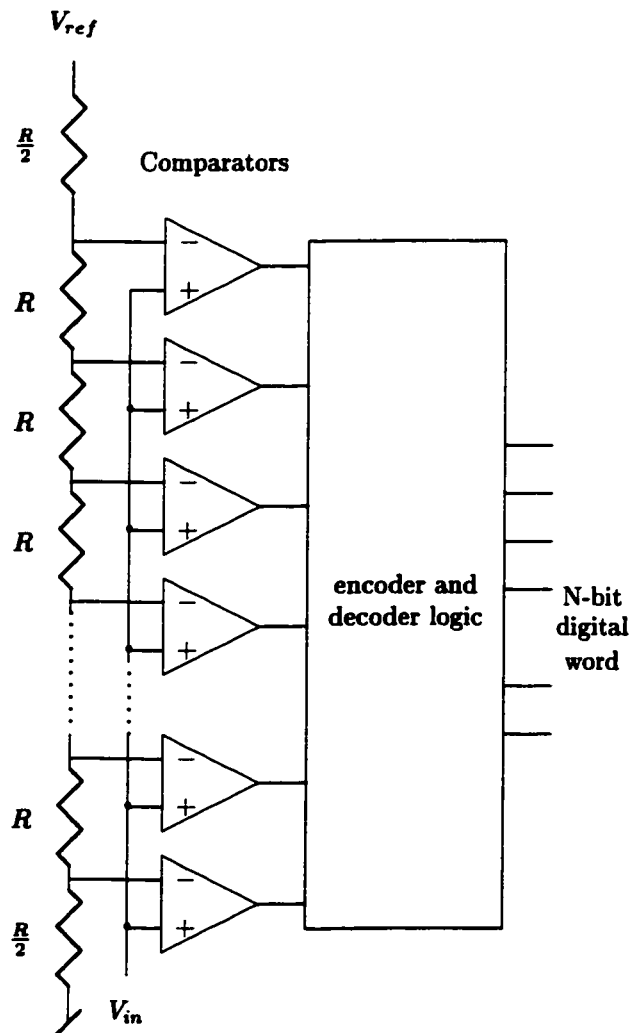 V_ref
R/2
Comparators
−
R
+
−
R
+
−
R
+
−
encoder and
decoder logic
N-bit
digital
word
+
−
R
+
−
R/2
+
V_in